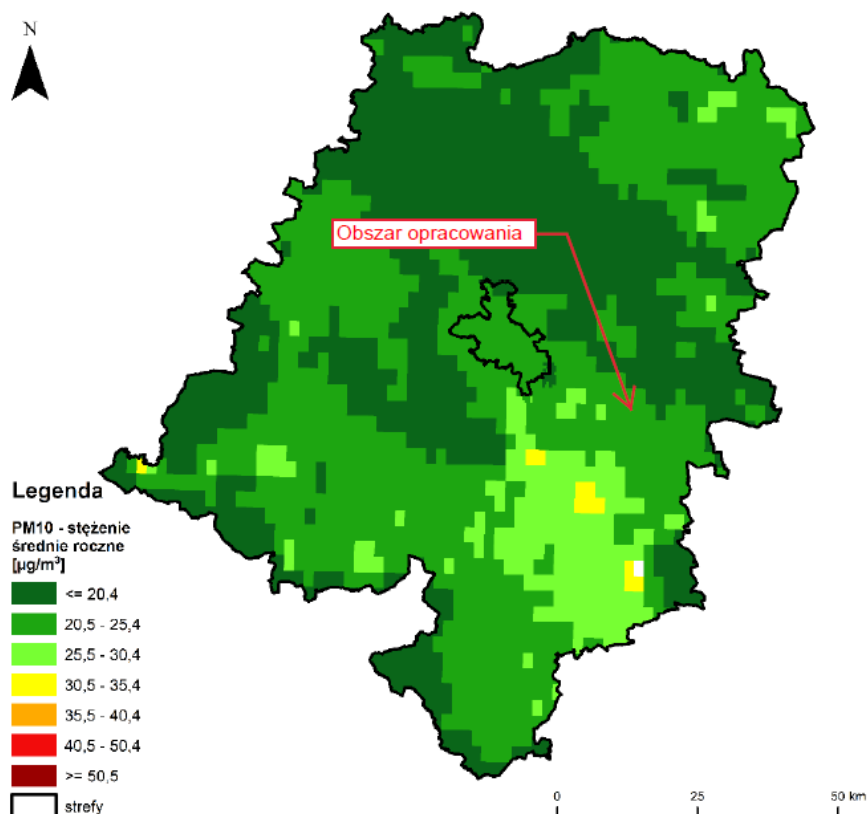 N
Obszar opracowania
Legenda
PM10 - stężenie
średnie roczne
[µg/m³]
<= 20,4
20,5 - 25,4
25,5 - 30,4
30,5 - 35,4
35,5 - 40,4
40,5 - 50,4
>= 50,5
strefy
0 25 50 km